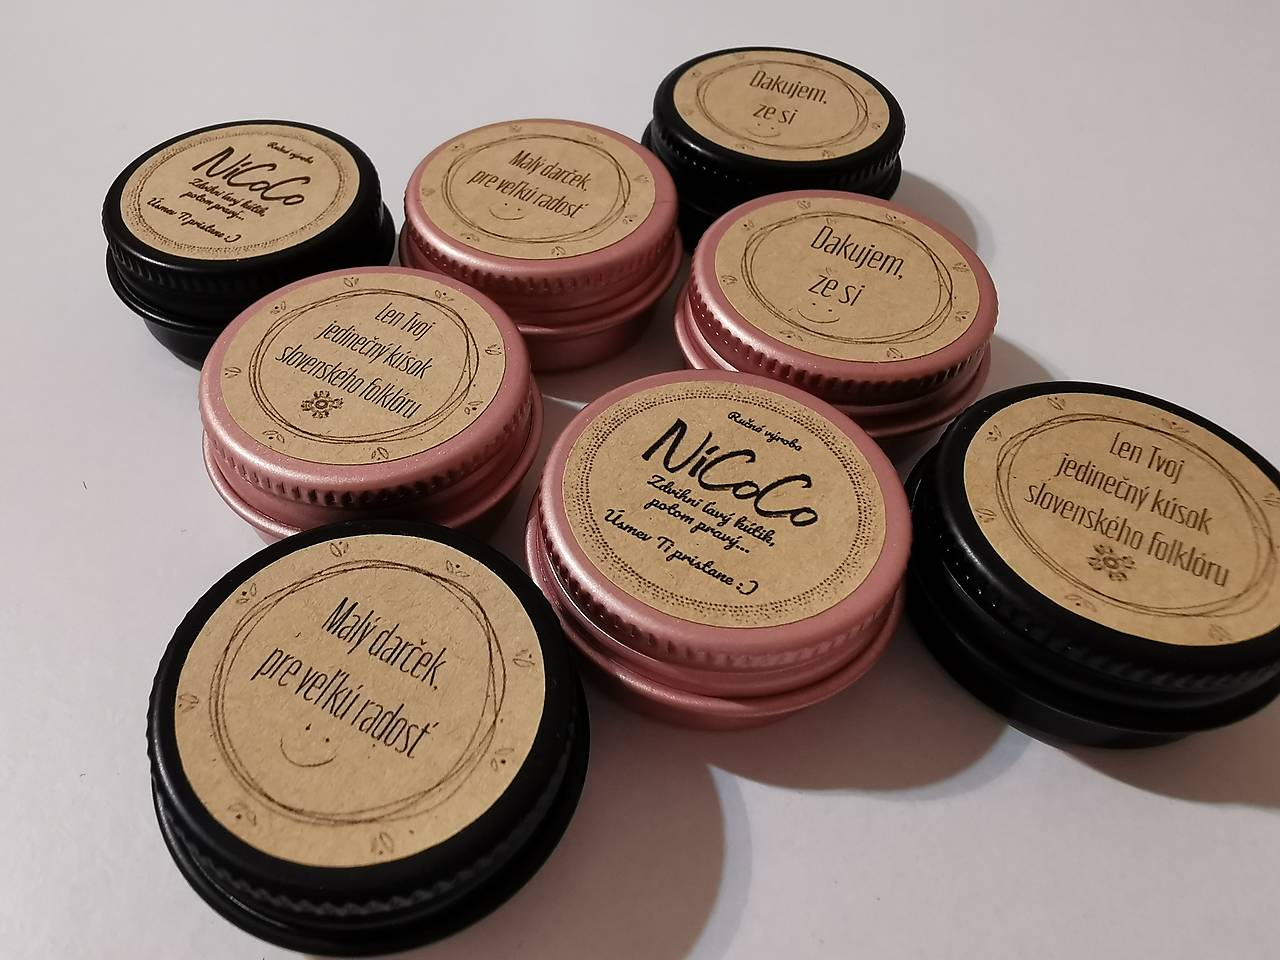 Ďakujem,
že si
Ručná výroba
NiCoCo
Zdvihni ľavý kútik,
potom pravý...
Úsmev Ti pristane :)
Malý darček,
pre veľkú radosť
Ďakujem,
že si
Len Tvoj
jedinečný kúsok
slovenského folklóru
Ručná výroba
NiCoCo
Zdvihni ľavý kútik,
potom pravý...
Úsmev Ti pristane :)
Len Tvoj
jedinečný kúsok
slovenského folklóru
Malý darček,
pre veľkú radosť